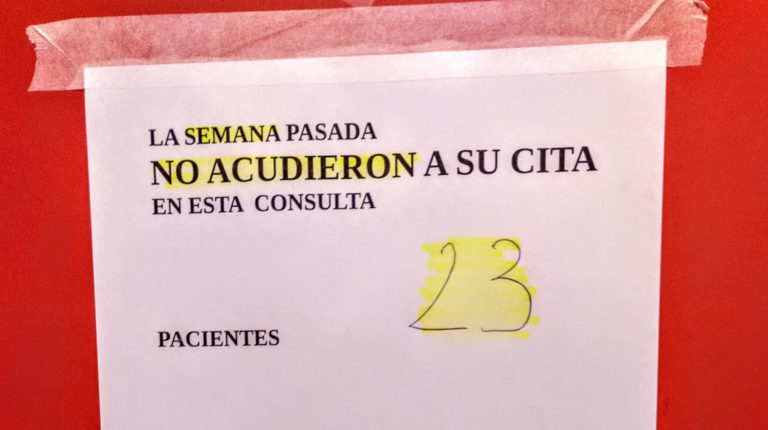 LA SEMANA PASADA
NO ACUDIERON A SU CITA
EN ESTA CONSULTA
23
PACIENTES